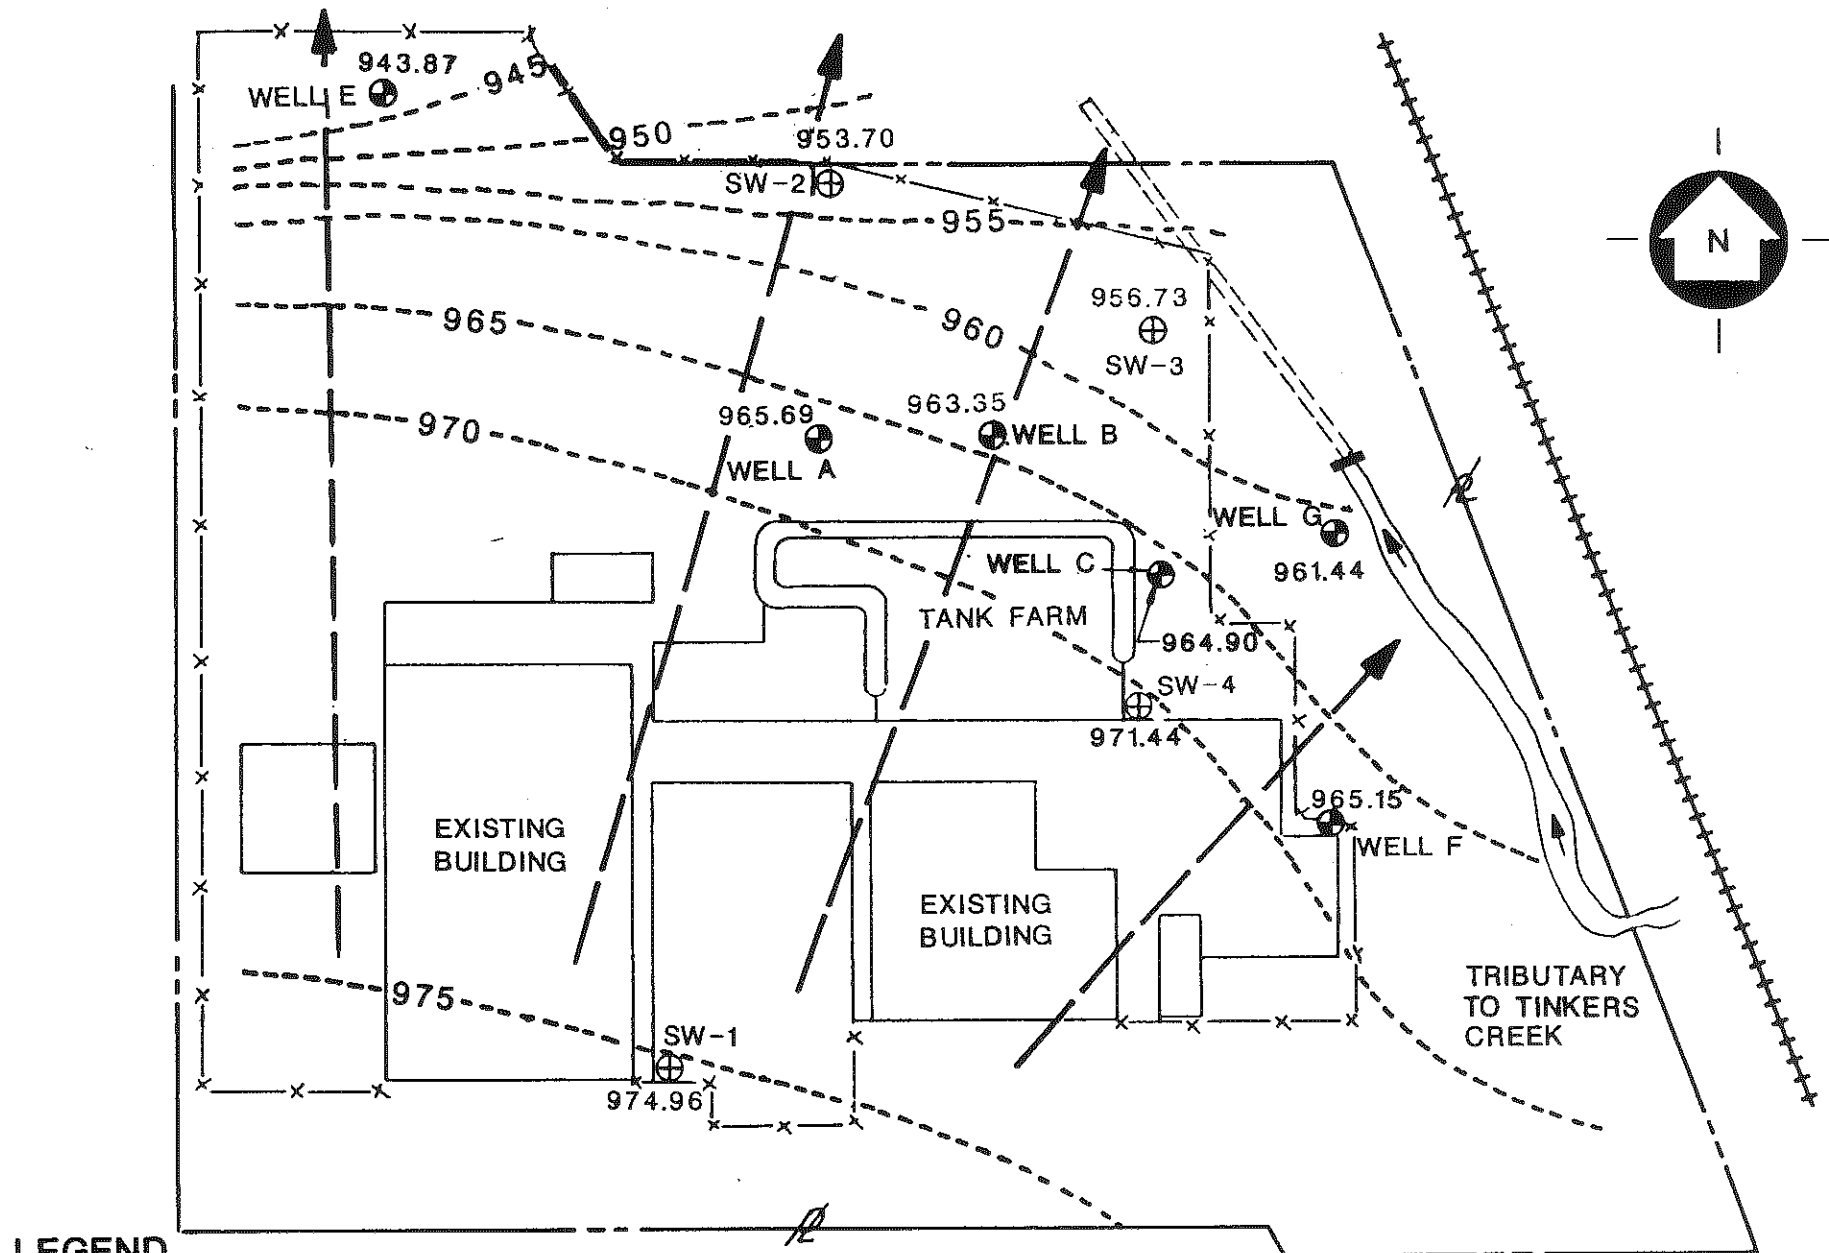 943.87
945
WELL E
950
953.70
SW-2
955
N
956.73
965
960
SW-3
965.69
963.35
970
WELL B
WELL A
WELL G
WELL C
961.44
TANK FARM
964.90
SW-4
971.44
965.15
EXISTING
BUILDING
WELL F
EXISTING
BUILDING
975
TRIBUTARY
TO TINKERS
CREEK
SW-1
974.96
LEGEND